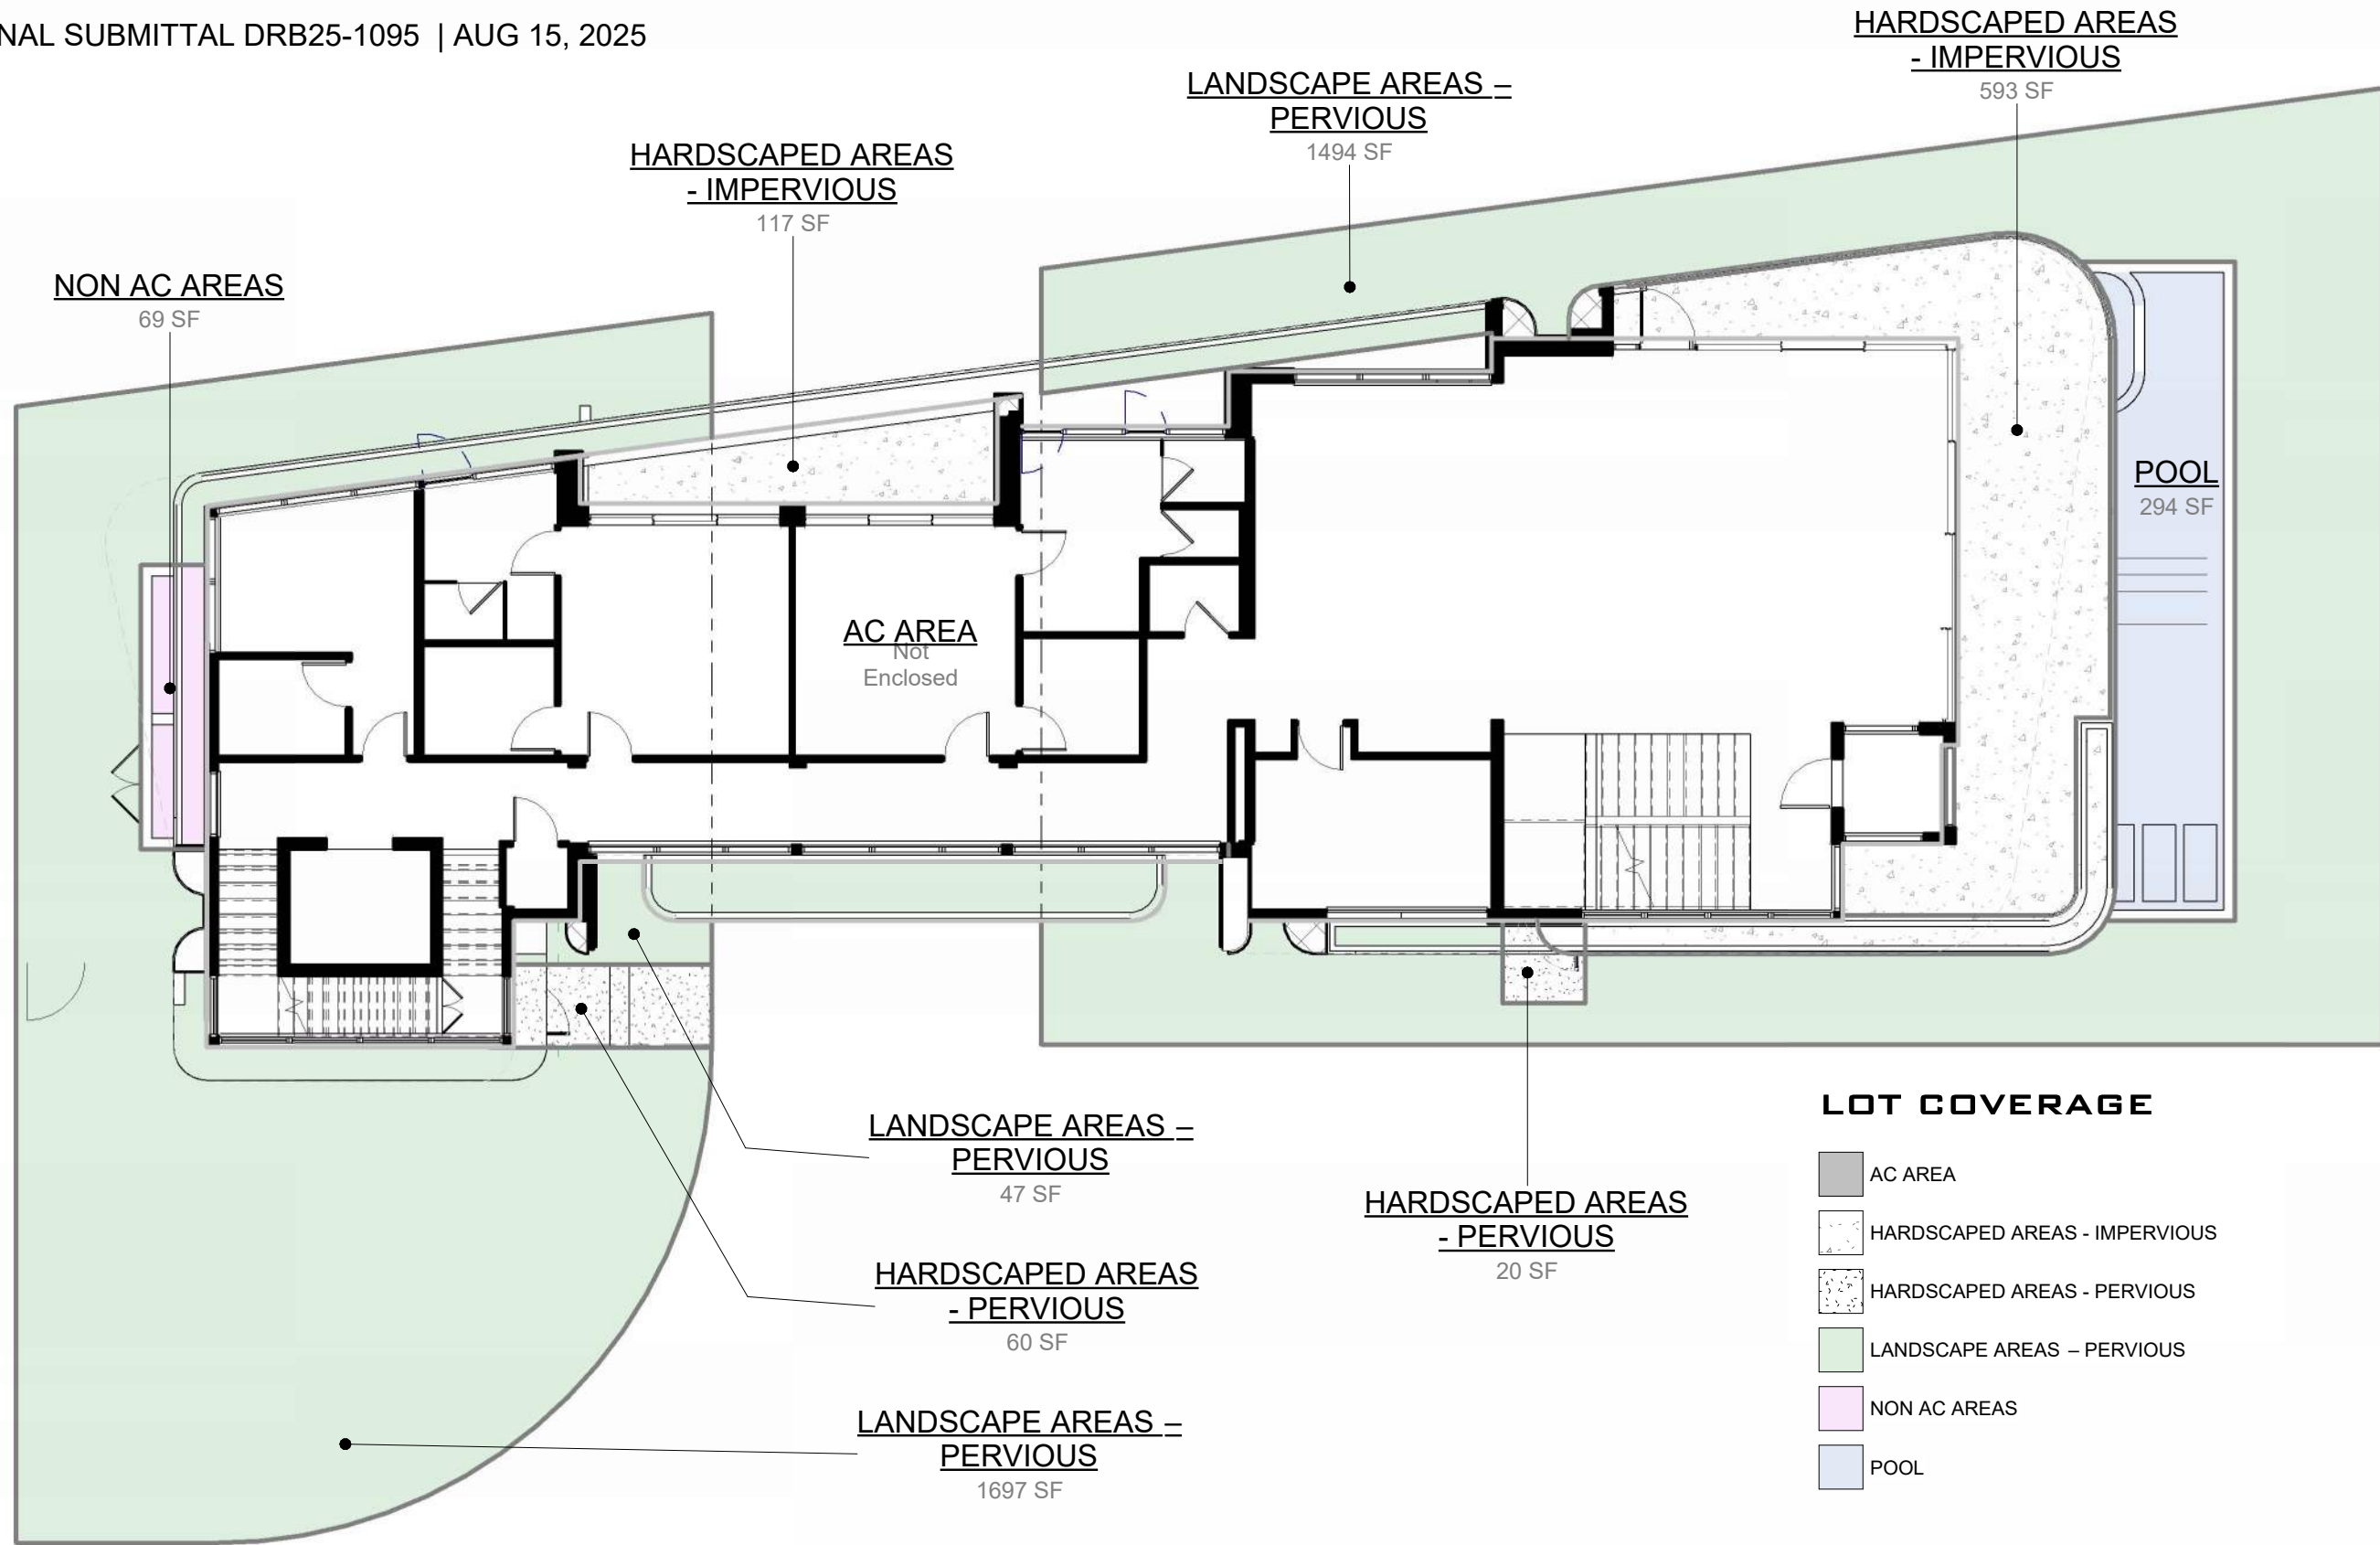 NAL SUBMITTAL DRB25-1095 | AUG 15, 2025
HARDSCAPED AREAS
- IMPERVIOUS
593 SF
LANDSCAPE AREAS –
PERVIOUS
1494 SF
HARDSCAPED AREAS
- IMPERVIOUS
117 SF
NON AC AREAS
69 SF
POOL
294 SF
AC AREA
Not
Enclosed
LANDSCAPE AREAS –
PERVIOUS
47 SF
HARDSCAPED AREAS
- PERVIOUS
60 SF
LANDSCAPE AREAS –
PERVIOUS
1697 SF
HARDSCAPED AREAS
- PERVIOUS
20 SF
LOT COVERAGE
AC AREA
HARDSCAPED AREAS - IMPERVIOUS
HARDSCAPED AREAS - PERVIOUS
LANDSCAPE AREAS – PERVIOUS
NON AC AREAS
POOL